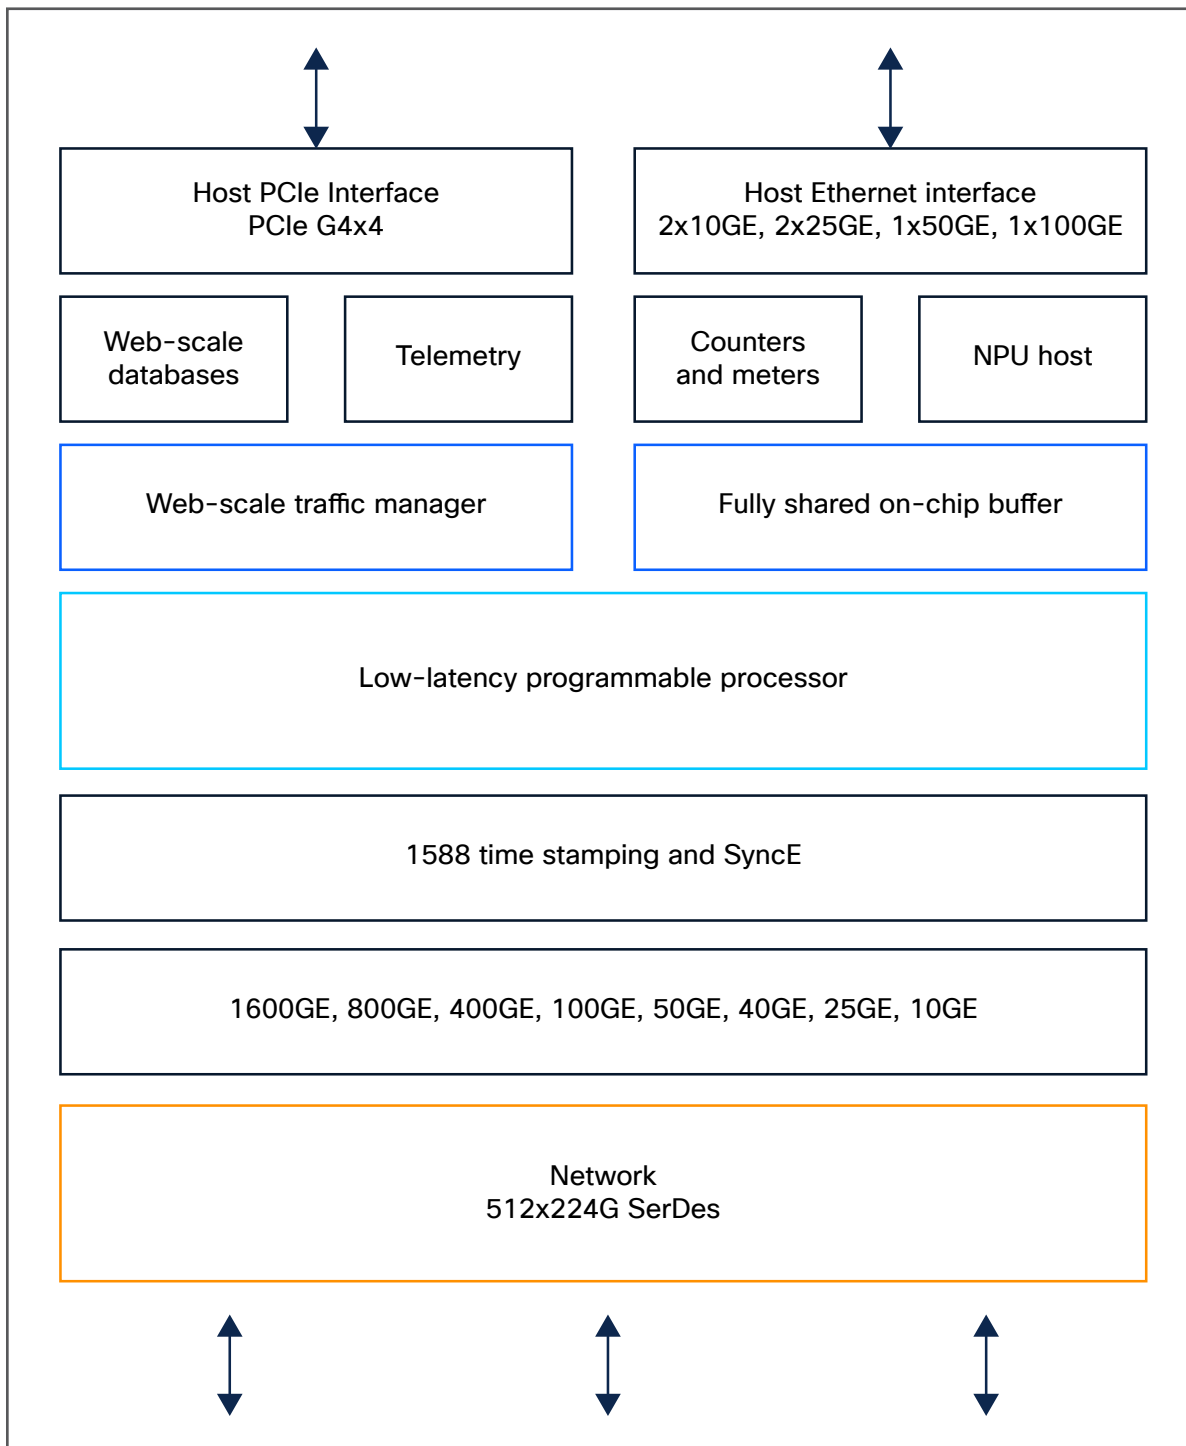 Host PCIe Interface
PCIe G4x4
Host Ethernet interface
2x10GE, 2x25GE, 1x50GE, 1x100GE
Web-scale
databases
Telemetry
Counters
and meters
NPU host
Web-scale traffic manager
Fully shared on-chip buffer
Low-latency programmable processor
1588 time stamping and SyncE
1600GE, 800GE, 400GE, 100GE, 50GE, 40GE, 25GE, 10GE
Network
512x224G SerDes